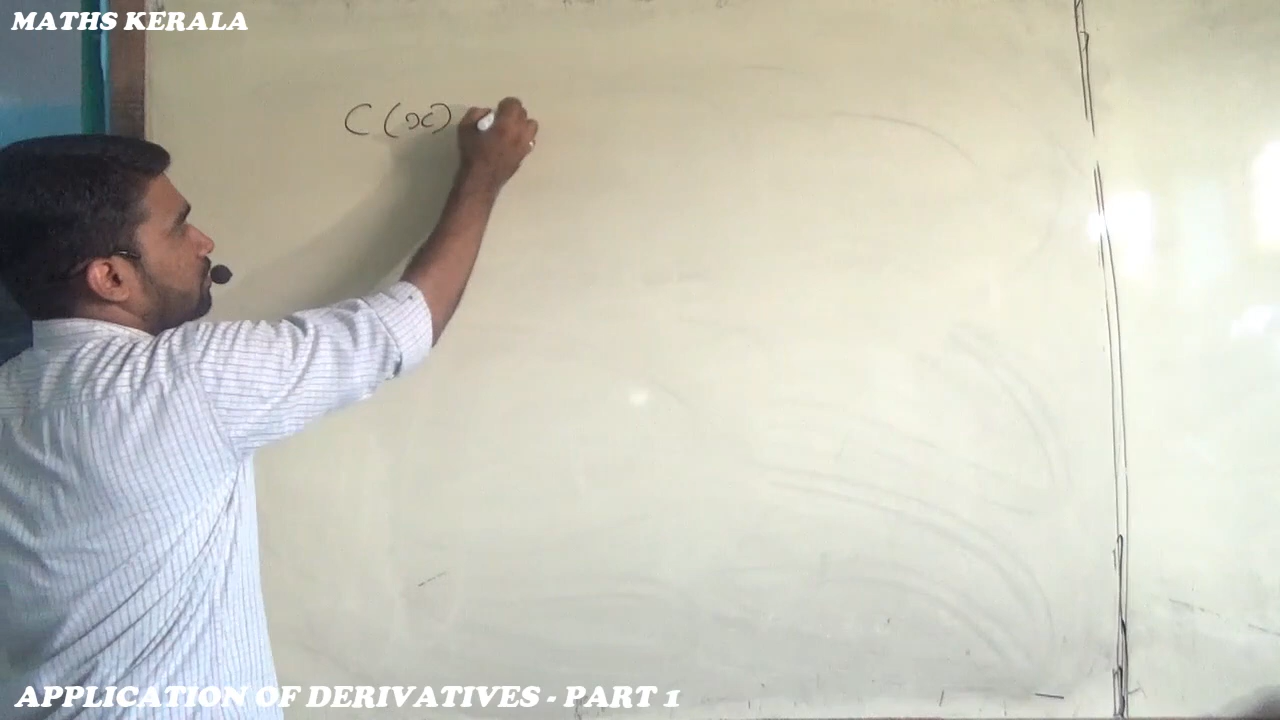 MATHS KERALA
C(x)
APPLICATION OF DERIVATIVES - PART 1